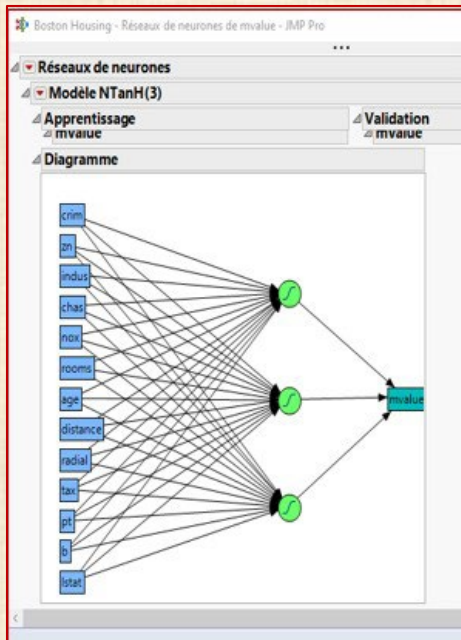 Boston Housing - Réseaux de neurones de mvalue - JMP Pro
...
Réseaux de neurones
Modèle NTanH(3)
Apprentissage Validation
mvalue mvalue
Diagramme
crim
zn
indus
chas
nox
rooms
age
mvalue
distance
radial
tax
pt
b
lstat